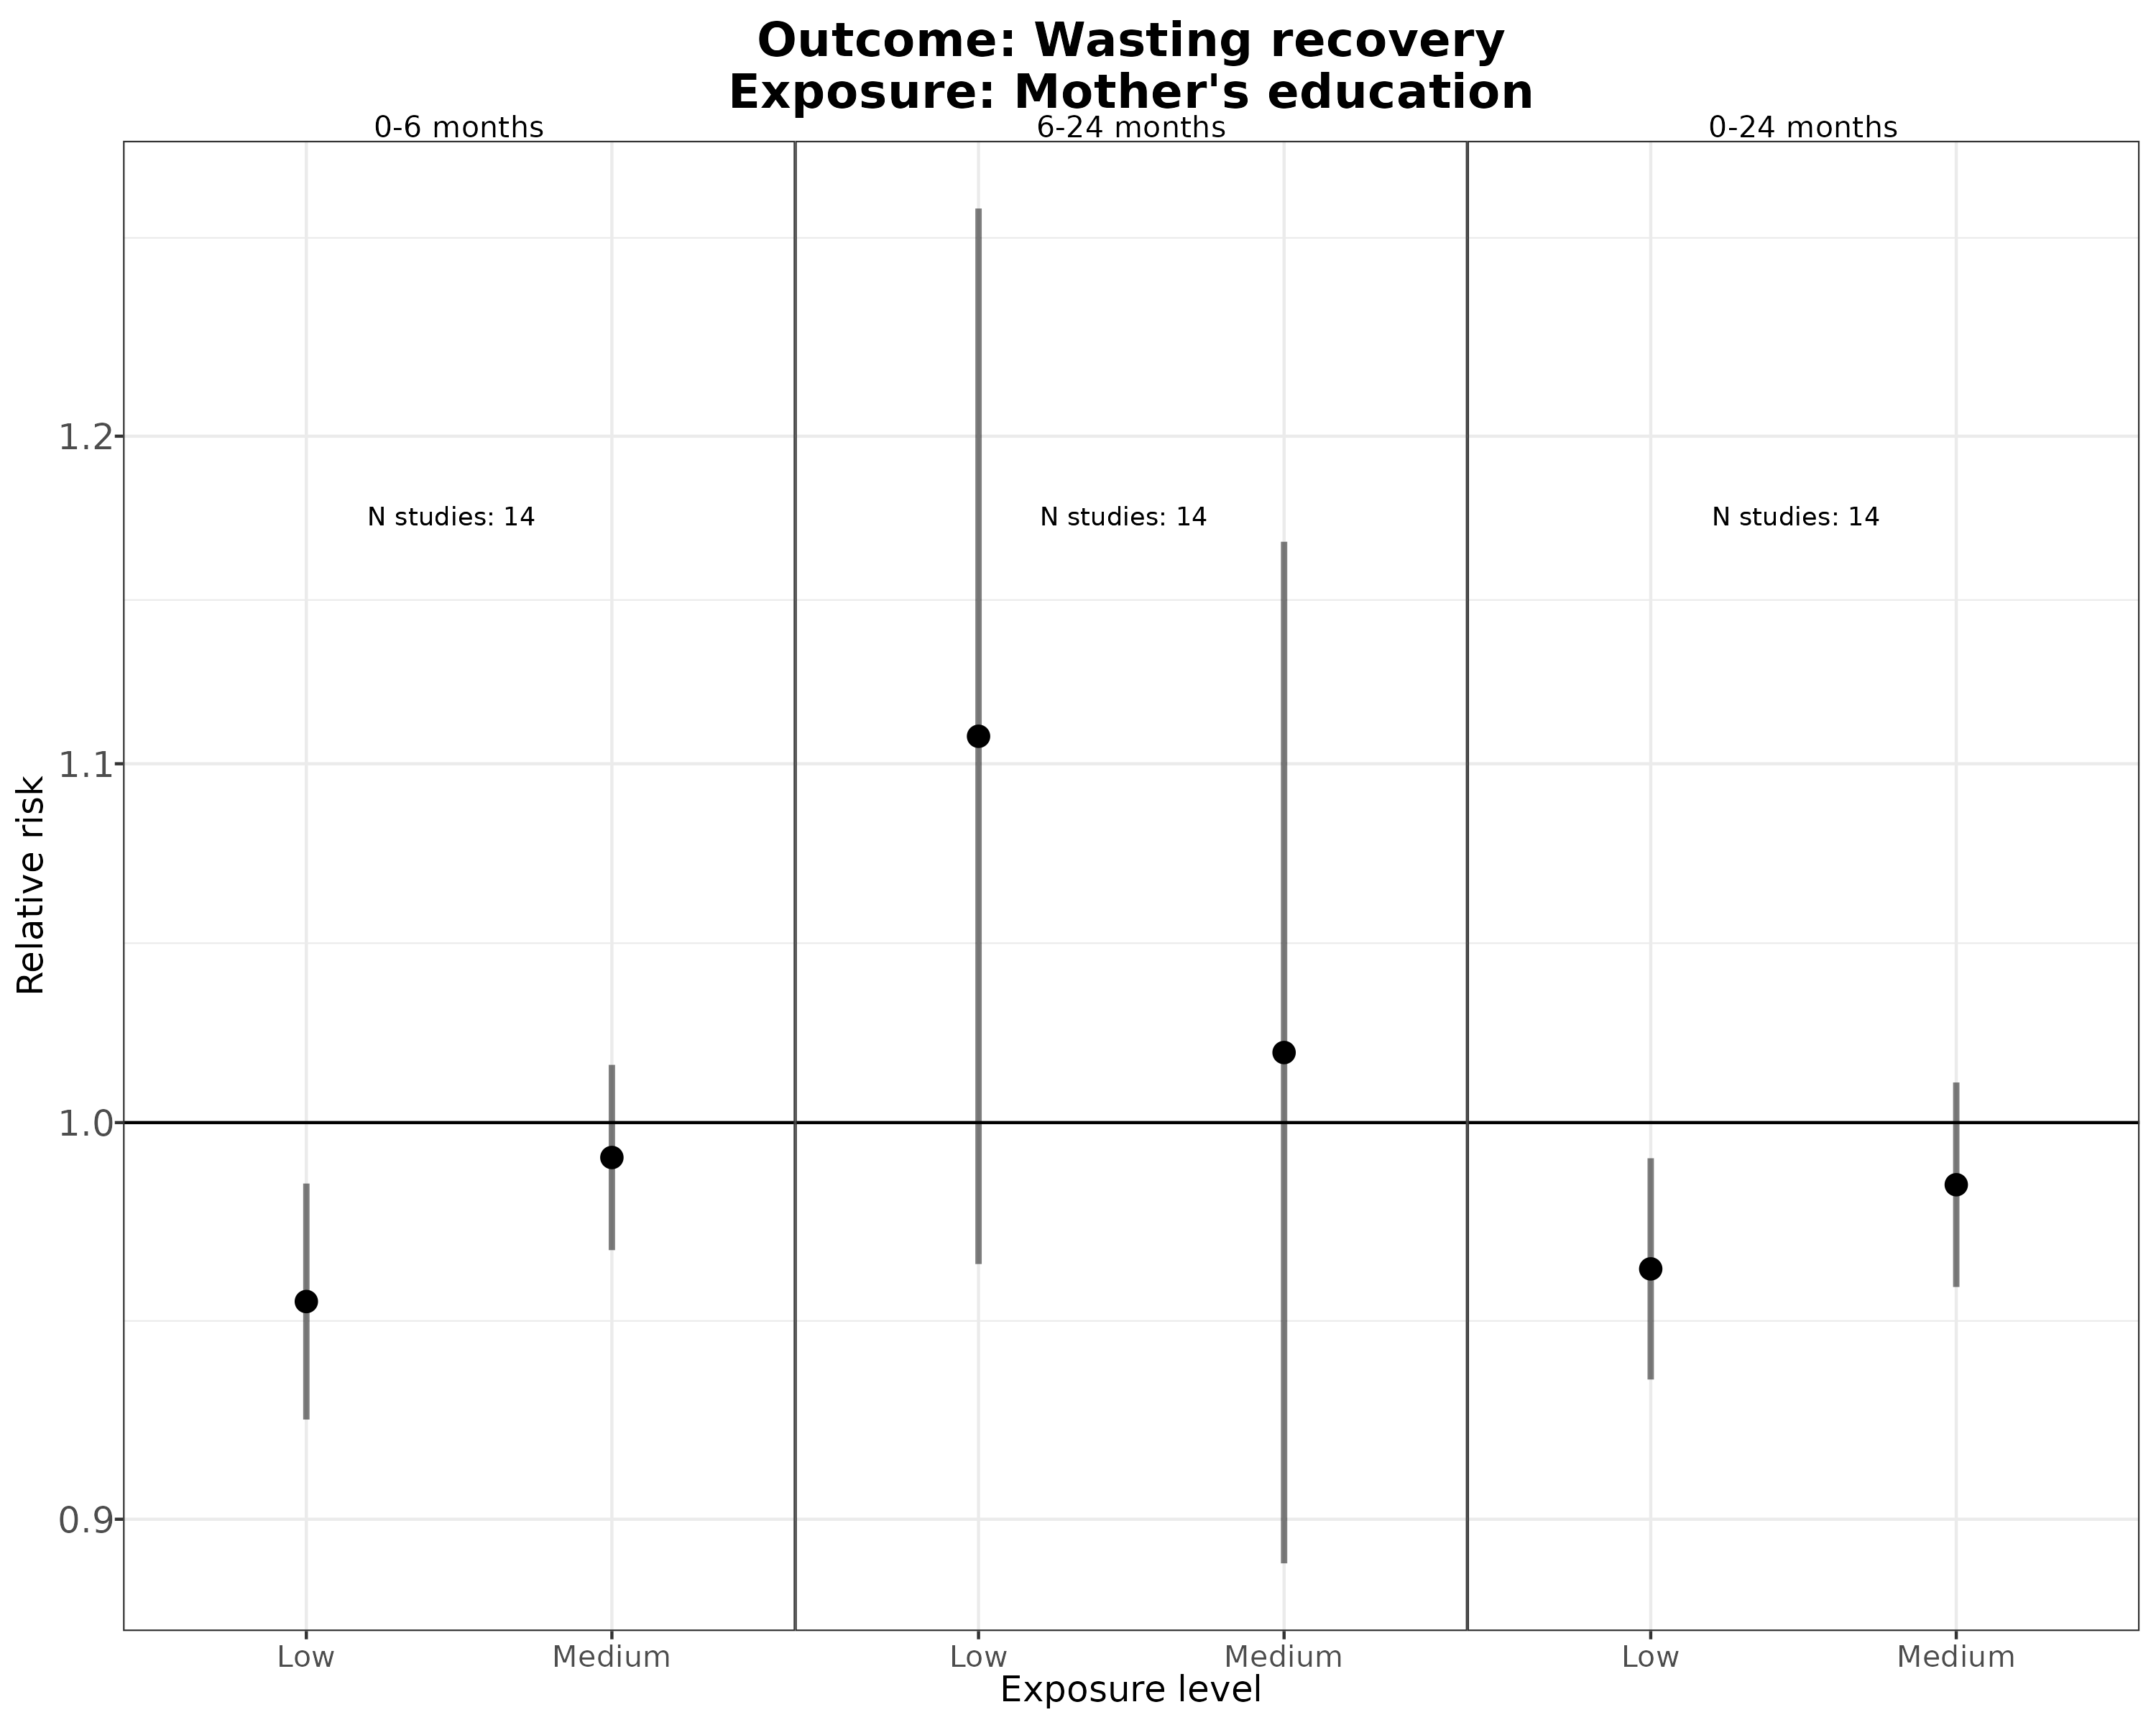 Outcome: Wasting recovery
Exposure: Mother's education
0-6 months
6-24 months
0-24 months
Relative risk
1.2
1.1
1.0
0.9
N studies: 14
N studies: 14
N studies: 14
Low
Medium
Low
Medium
Low
Medium
Exposure level